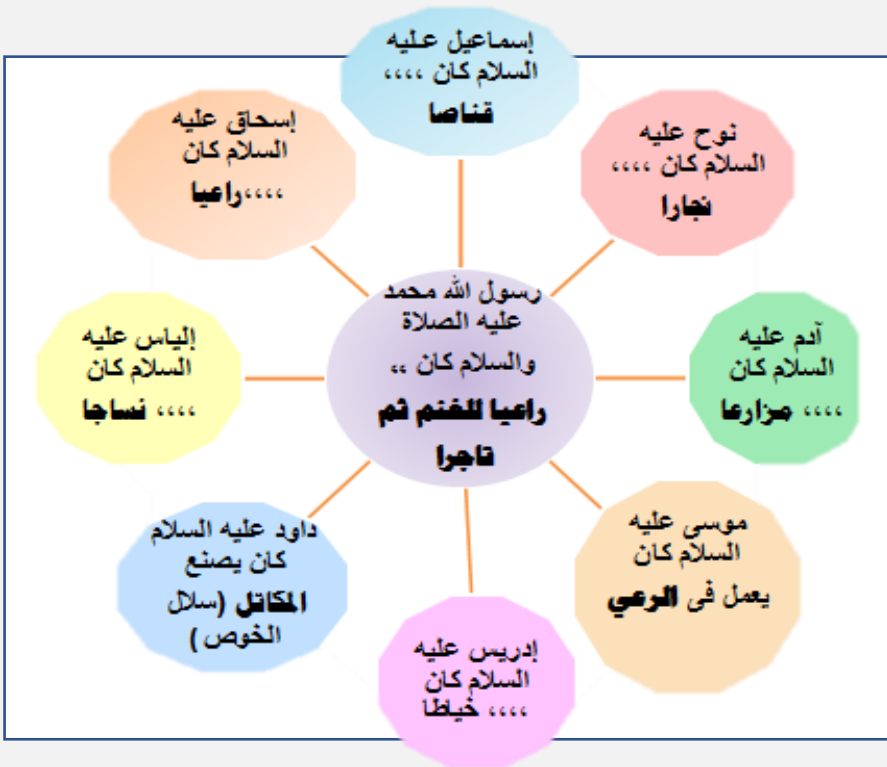 إسماعيل عليه
السلام كان ،،،،
قناصا
نوح عليه
السلام كان ،،،،
نجارا
آدم عليه
السلام كان
،،،، مزارعا
موسى عليه
السلام كان
يعمل فى الرعي
إدريس عليه
السلام كان
،،،، خياطا
داود عليه السلام
كان يصنع
المكاتل (سلال
الخوص )
إلياس عليه
السلام كان
،،،، نساجا
إسحاق عليه
السلام كان
،،،،راعيا
رسول الله محمد
عليه الصلاة
والسلام كان ،،
راعيا للغنم ثم
تاجرا